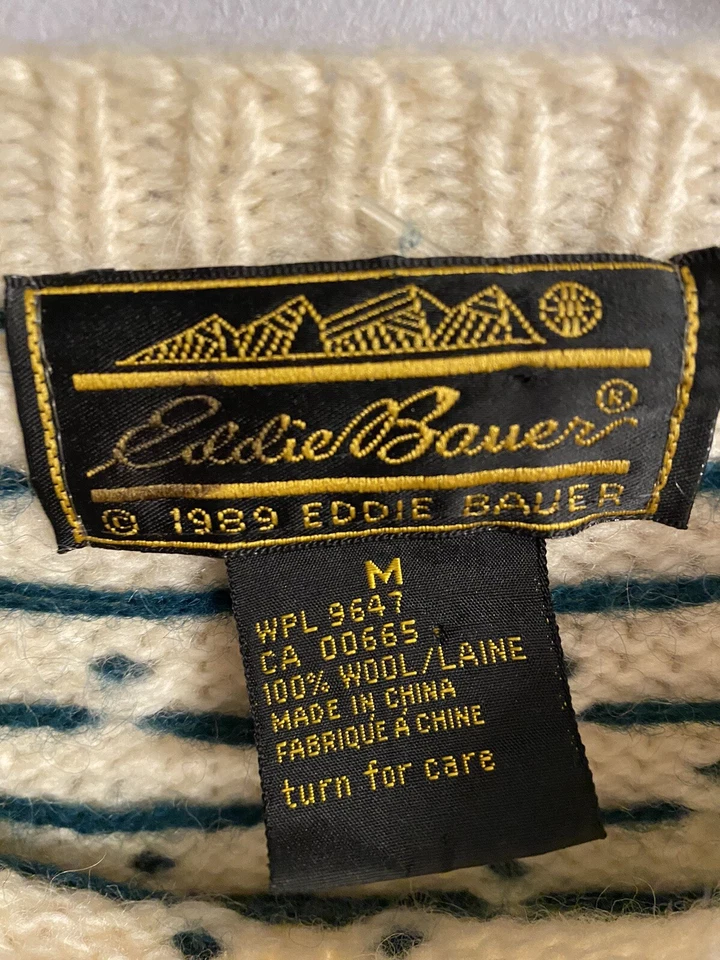 Eddie Bauer®
© 1989 EDDIE BAUER
M
WPL 9647
CA 00665
100% WOOL/LAINE
MADE IN CHINA
FABRIQUÉ À CHINE
turn for care